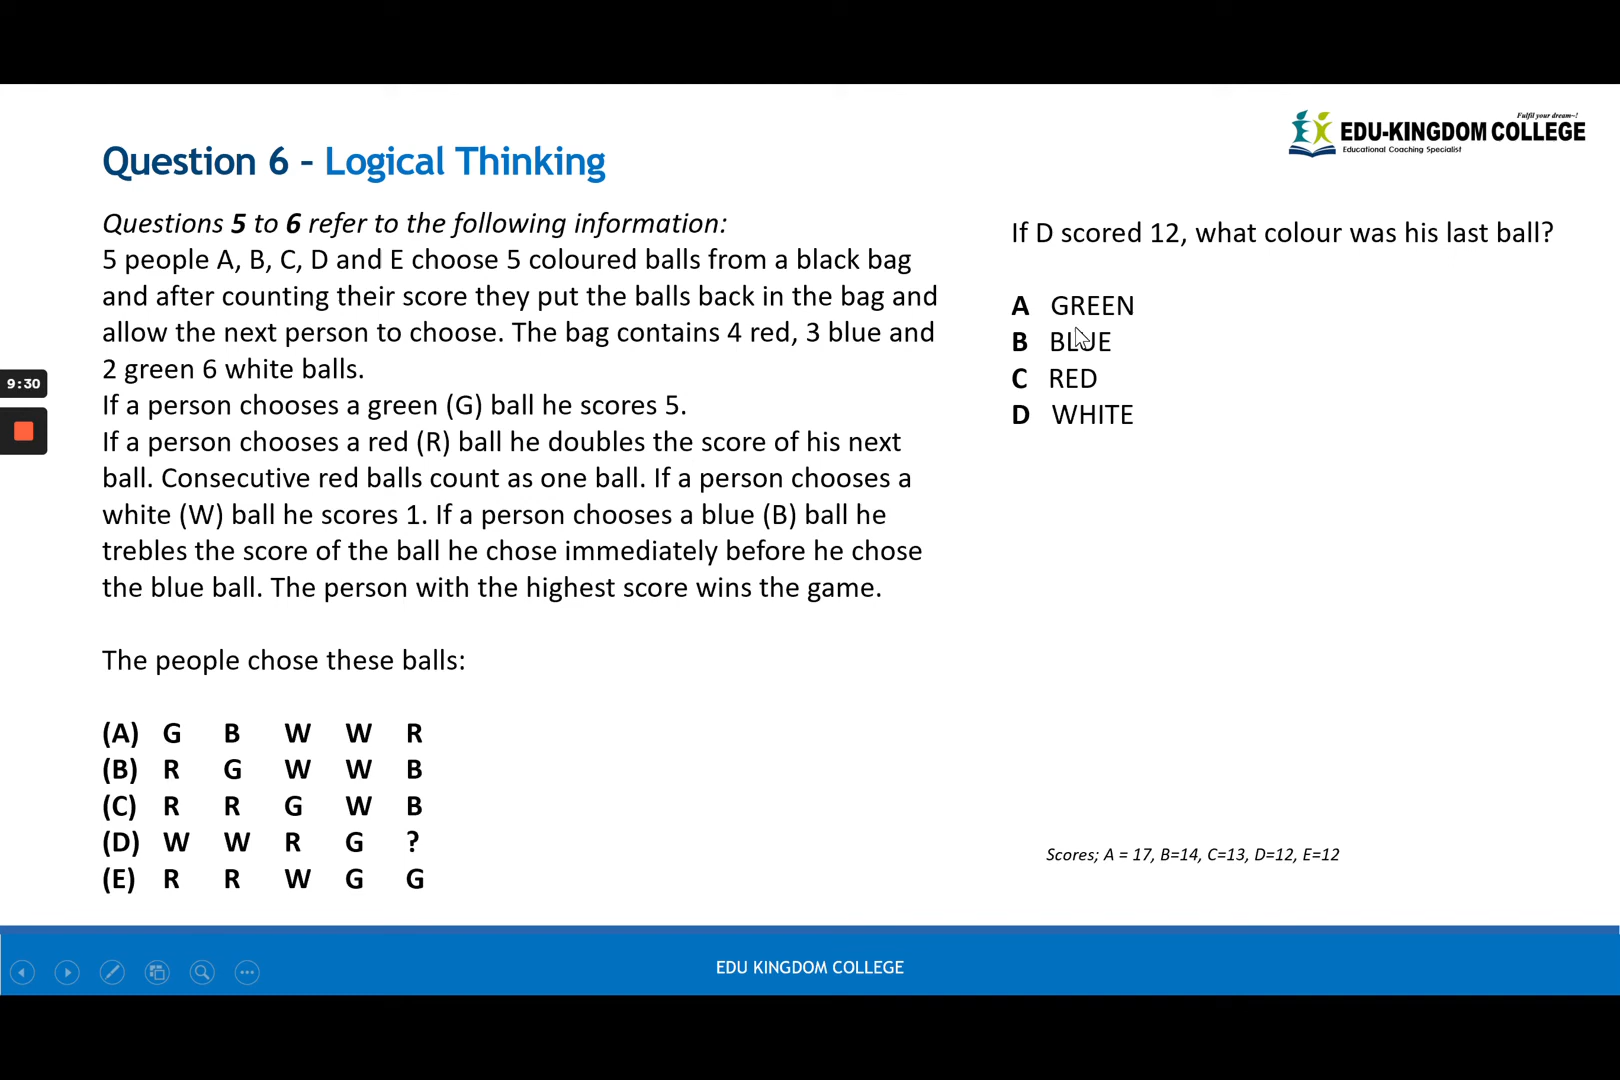 Fulfil your dream~!
EDU-KINGDOM COLLEGE
Educational Coaching Specialist
Question 6 - Logical Thinking
Questions 5 to 6 refer to the following information:
5 people A, B, C, D and E choose 5 coloured balls from a black bag
and after counting their score they put the balls back in the bag and
allow the next person to choose. The bag contains 4 red, 3 blue and
2 green 6 white balls.
If a person chooses a green (G) ball he scores 5.
If a person chooses a red (R) ball he doubles the score of his next
ball. Consecutive red balls count as one ball. If a person chooses a
white (W) ball he scores 1. If a person chooses a blue (B) ball he
trebles the score of the ball he chose immediately before he chose
the blue ball. The person with the highest score wins the game.
The people chose these balls:
(A) G B W W R
(B) R G W W B
(C) R R G W B
(D) W W R G ?
(E) R R W G G
If D scored 12, what colour was his last ball?
A GREEN
B BLUE
C RED
D WHITE
Scores; A = 17, B=14, C=13, D=12, E=12
9:30
EDU KINGDOM COLLEGE